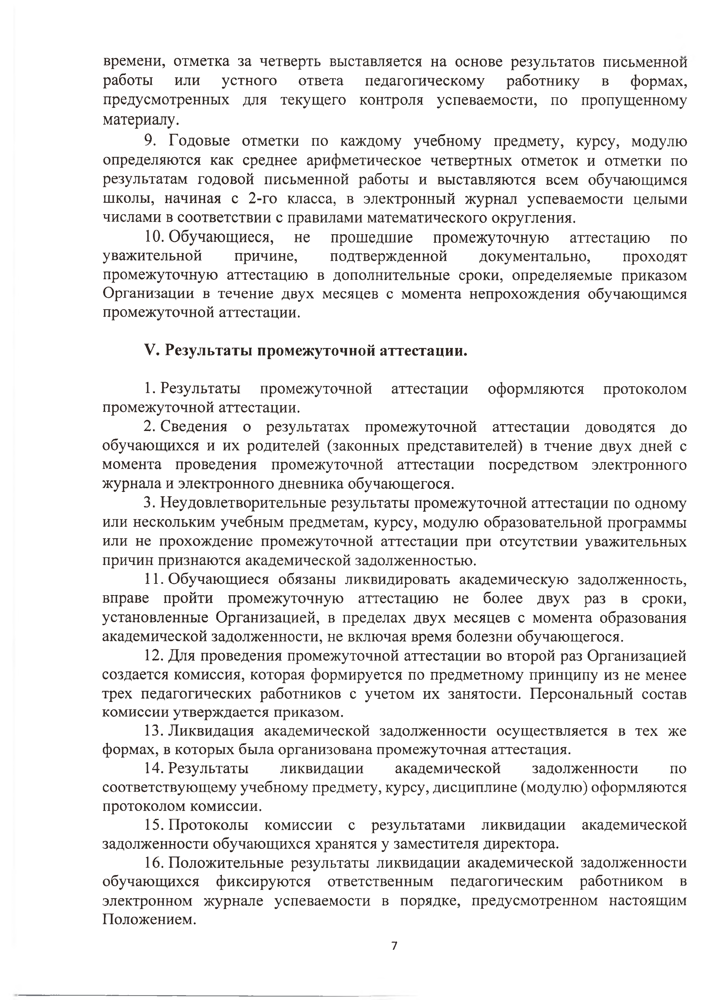 времени, отметка за четверть выставляется на основе результатов письменной
работы или устного ответа педагогическому работнику в формах,
предусмотренных для текущего контроля успеваемости, по пропущенному
материалу.
9. Годовые отметки по каждому учебному предмету, курсу, модулю
определяются как среднее арифметическое четвертных отметок и отметки по
результатам годовой письменной работы и выставляются всем обучающимся
школы, начиная с 2-го класса, в электронный журнал успеваемости целыми
числами в соответствии с правилами математического округления.
10. Обучающиеся, не прошедшие промежуточную аттестацию по
уважительной причине, подтвержденной документально, проходят
промежуточную аттестацию в дополнительные сроки, определяемые приказом
Организации в течение двух месяцев с момента непрохождения обучающимся
промежуточной аттестации.
V. Результаты промежуточной аттестации.
1. Результаты промежуточной аттестации оформляются протоколом
промежуточной аттестации.
2. Сведения о результатах промежуточной аттестации доводятся до
обучающихся и их родителей (законных представителей) в тчение двух дней с
момента проведения промежуточной аттестации посредством электронного
журнала и электронного дневника обучающегося.
3. Неудовлетворительные результаты промежуточной аттестации по одному
или нескольким учебным предметам, курсу, модулю образовательной программы
или не прохождение промежуточной аттестации при отсутствии уважительных
причин признаются академической задолженностью.
11. Обучающиеся обязаны ликвидировать академическую задолженность,
вправе пройти промежуточную аттестацию не более двух раз в сроки,
установленные Организацией, в пределах двух месяцев с момента образования
академической задолженности, не включая время болезни обучающегося.
12. Для проведения промежуточной аттестации во второй раз Организацией
создается комиссия, которая формируется по предметному принципу из не менее
трех педагогических работников с учетом их занятости. Персональный состав
комиссии утверждается приказом.
13. Ликвидация академической задолженности осуществляется в тех же
формах, в которых была организована промежуточная аттестация.
14. Результаты ликвидации академической задолженности по
соответствующему учебному предмету, курсу, дисциплине (модулю) оформляются
протоколом комиссии.
15. Протоколы комиссии с результатами ликвидации академической
задолженности обучающихся хранятся у заместителя директора.
16. Положительные результаты ликвидации академической задолженности
обучающихся фиксируются ответственным педагогическим работником в
электронном журнале успеваемости в порядке, предусмотренном настоящим
Положением.
7